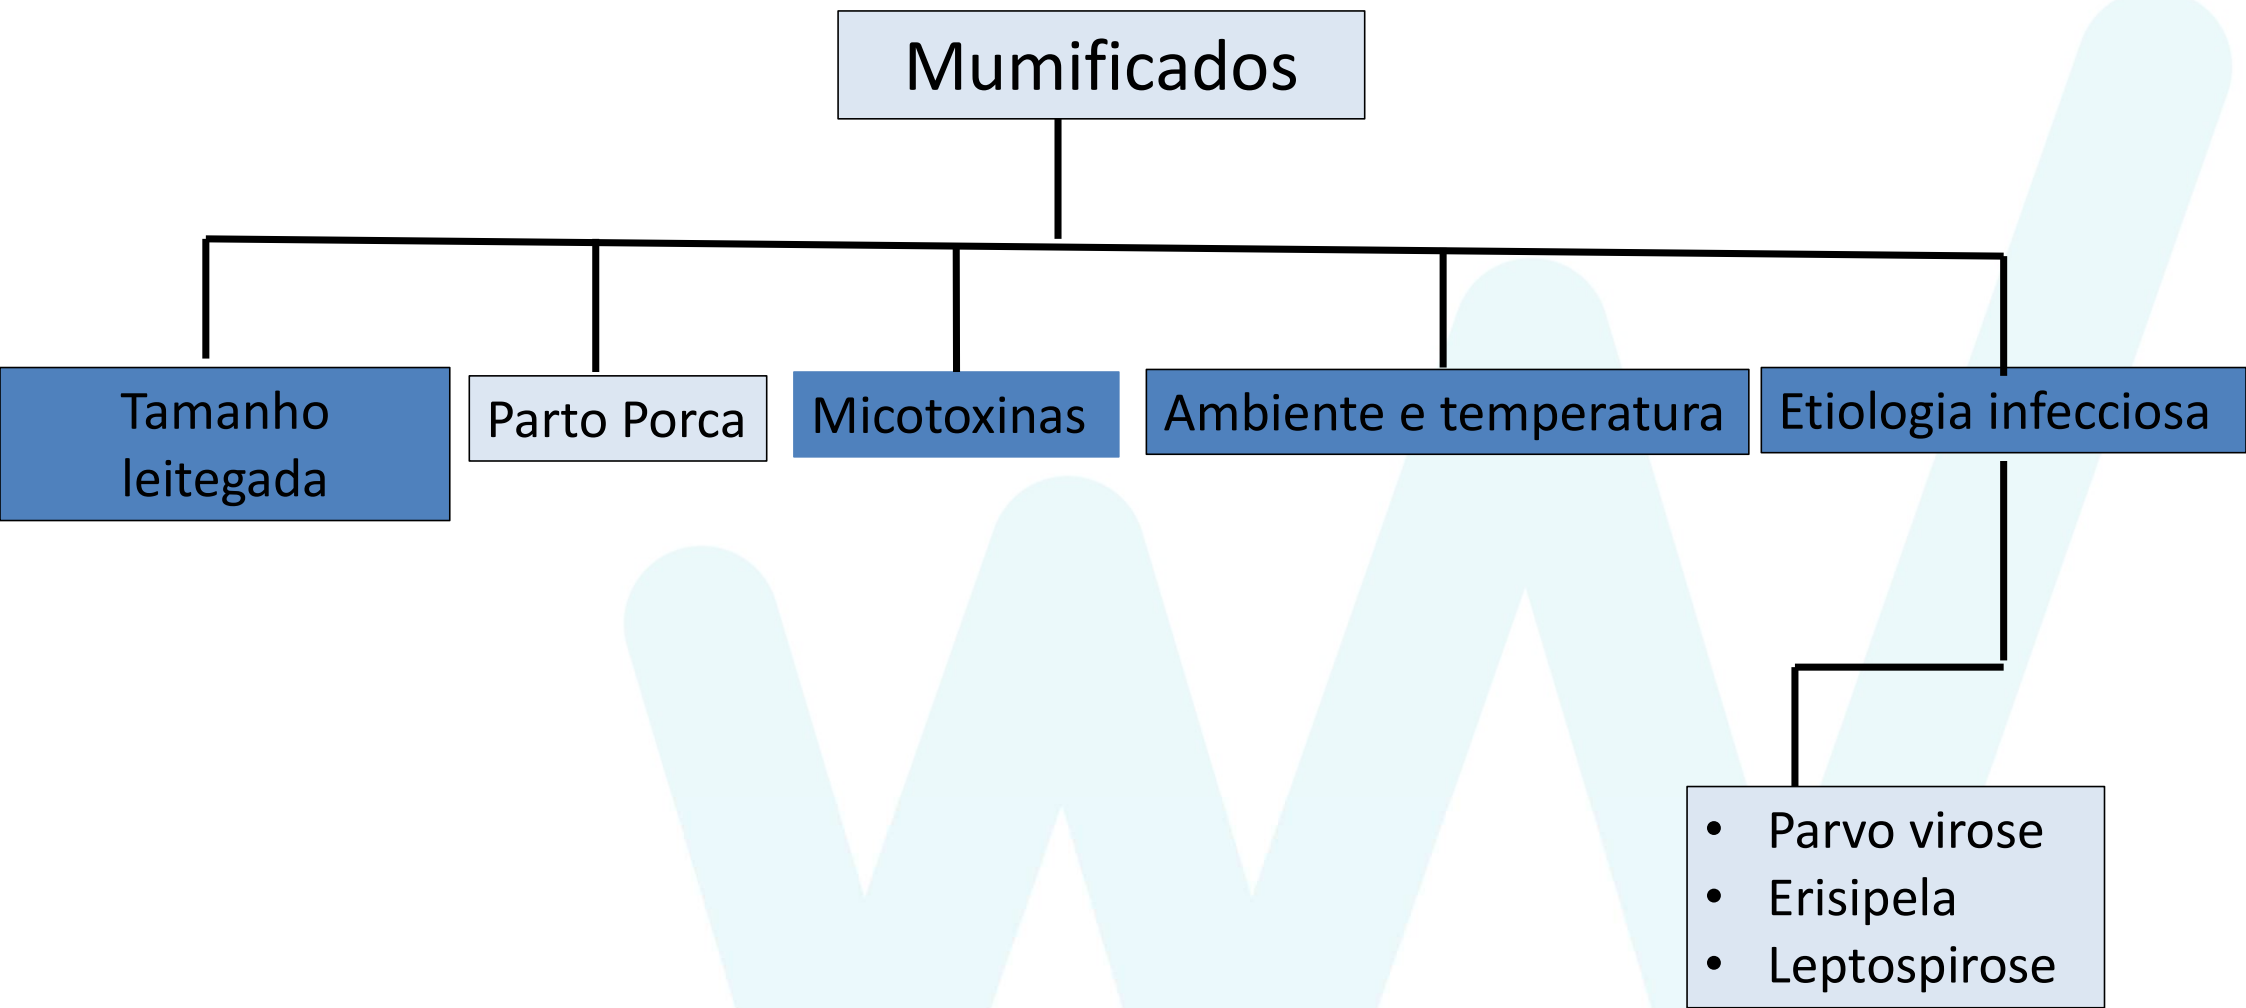 Mumificados
Tamanho
leitegada
Parto Porca
Micotoxinas
Ambiente e temperatura
Etiologia infecciosa
• Parvo virose
• Erisipela
• Leptospirose